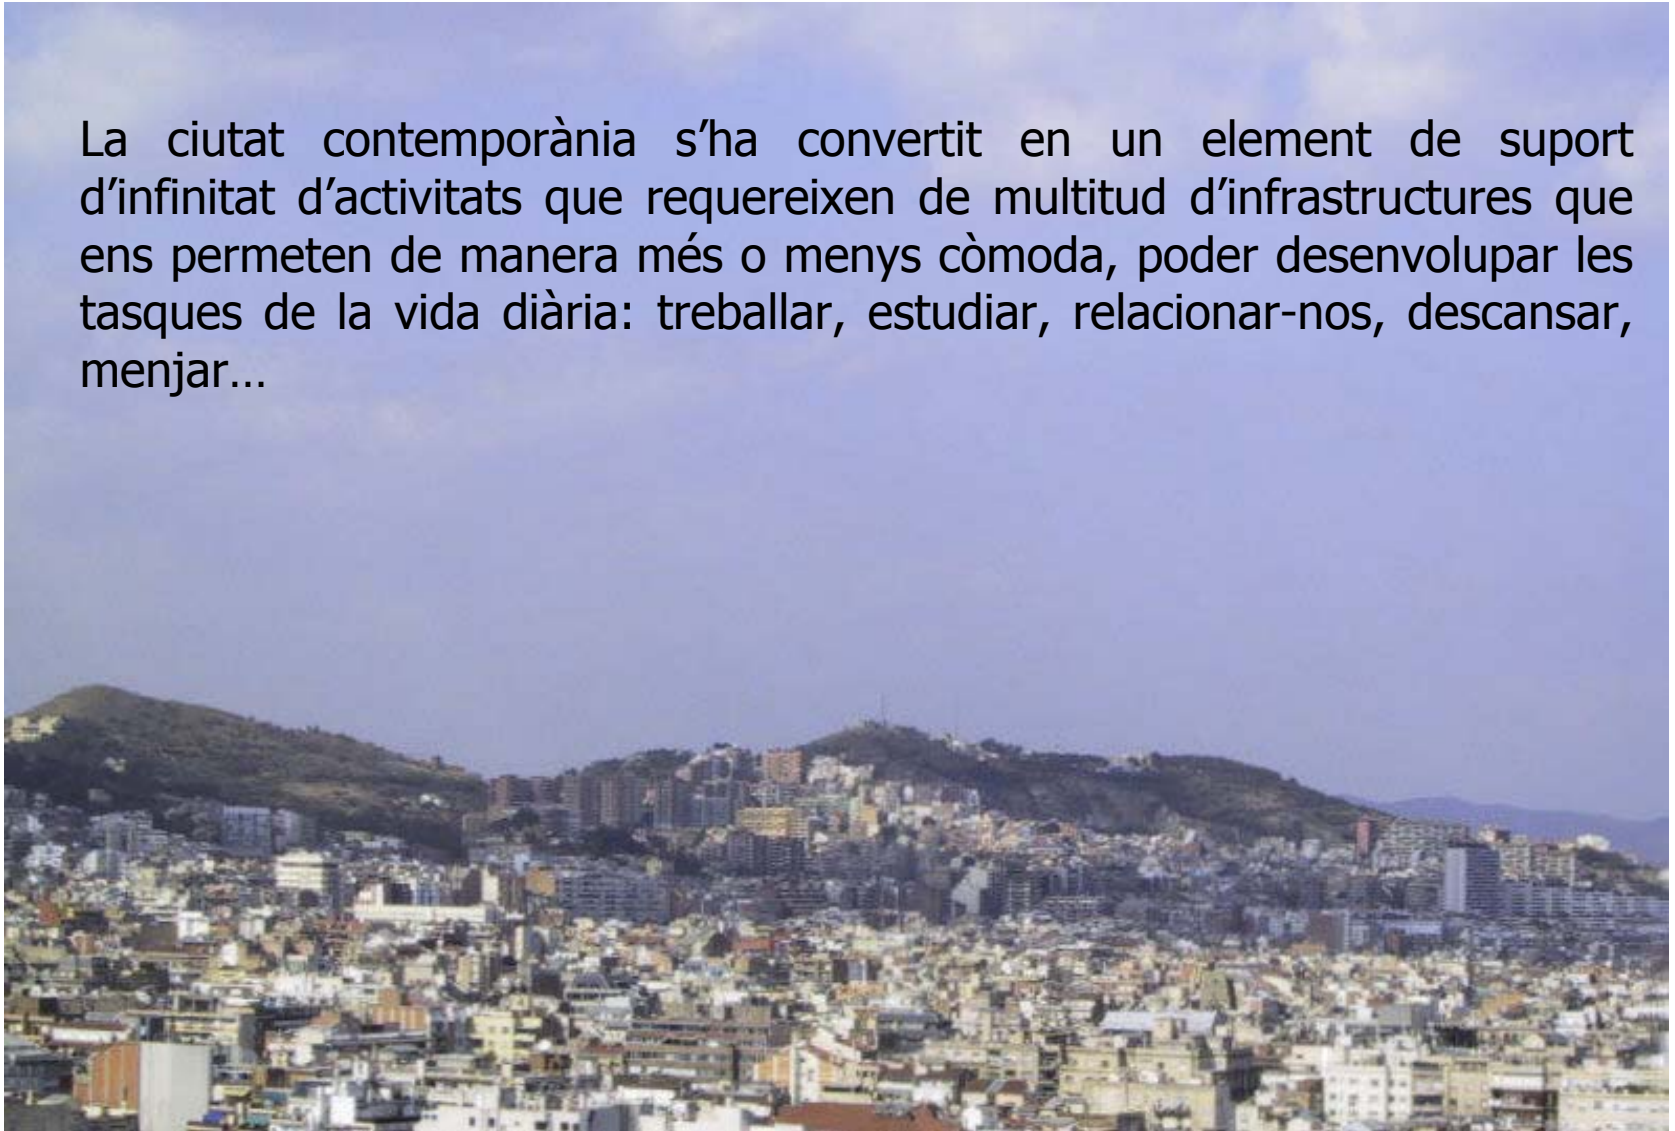 La ciutat contemporània s’ha convertit en un element de suport
d’infinitat d’activitats que requereixen de multitud d’infrastructures que
ens permeten de manera més o menys còmoda, poder desenvolupar les
tasques de la vida diària: treballar, estudiar, relacionar-nos, descansar,
menjar…